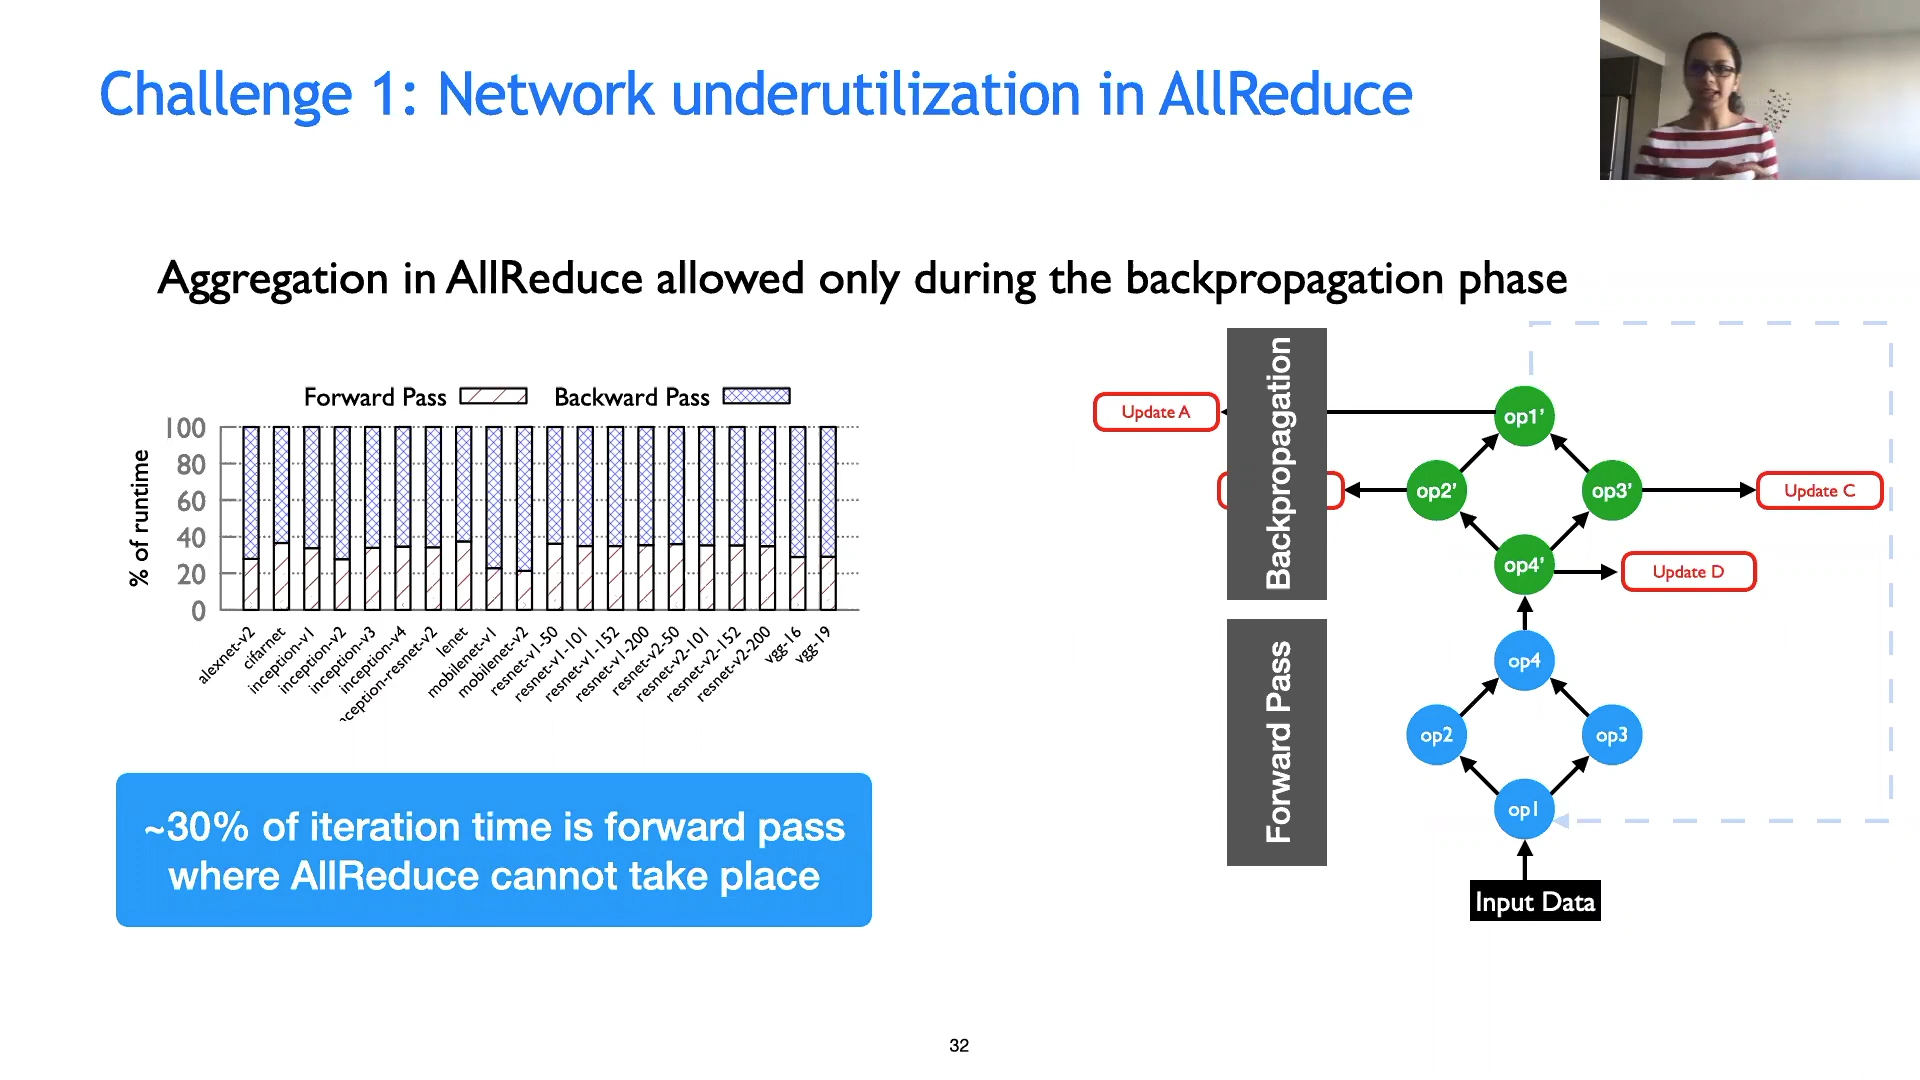 Challenge 1: Network underutilization in AllReduce
Aggregation in AllReduce allowed only during the backpropagation phase
Forward Pass
Backward Pass
% of runtime
100
80
60
40
20
0
alexnet-v2
cifarnet
inception-v1
inception-v2
inception-v3
inception-v4
nception-resnet-v2
lenet
mobilenet-v1
mobilenet-v2
resnet-v1-50
resnet-v1-101
resnet-v1-152
resnet-v1-200
resnet-v2-50
resnet-v2-101
resnet-v2-152
resnet-v2-200
vgg-16
vgg-19
~30% of iteration time is forward pass
where AllReduce cannot take place
Backpropagation
Forward Pass
Update A
op1'
op2'
op3'
Update C
op4'
Update D
op4
op2
op3
op1
Input Data
32